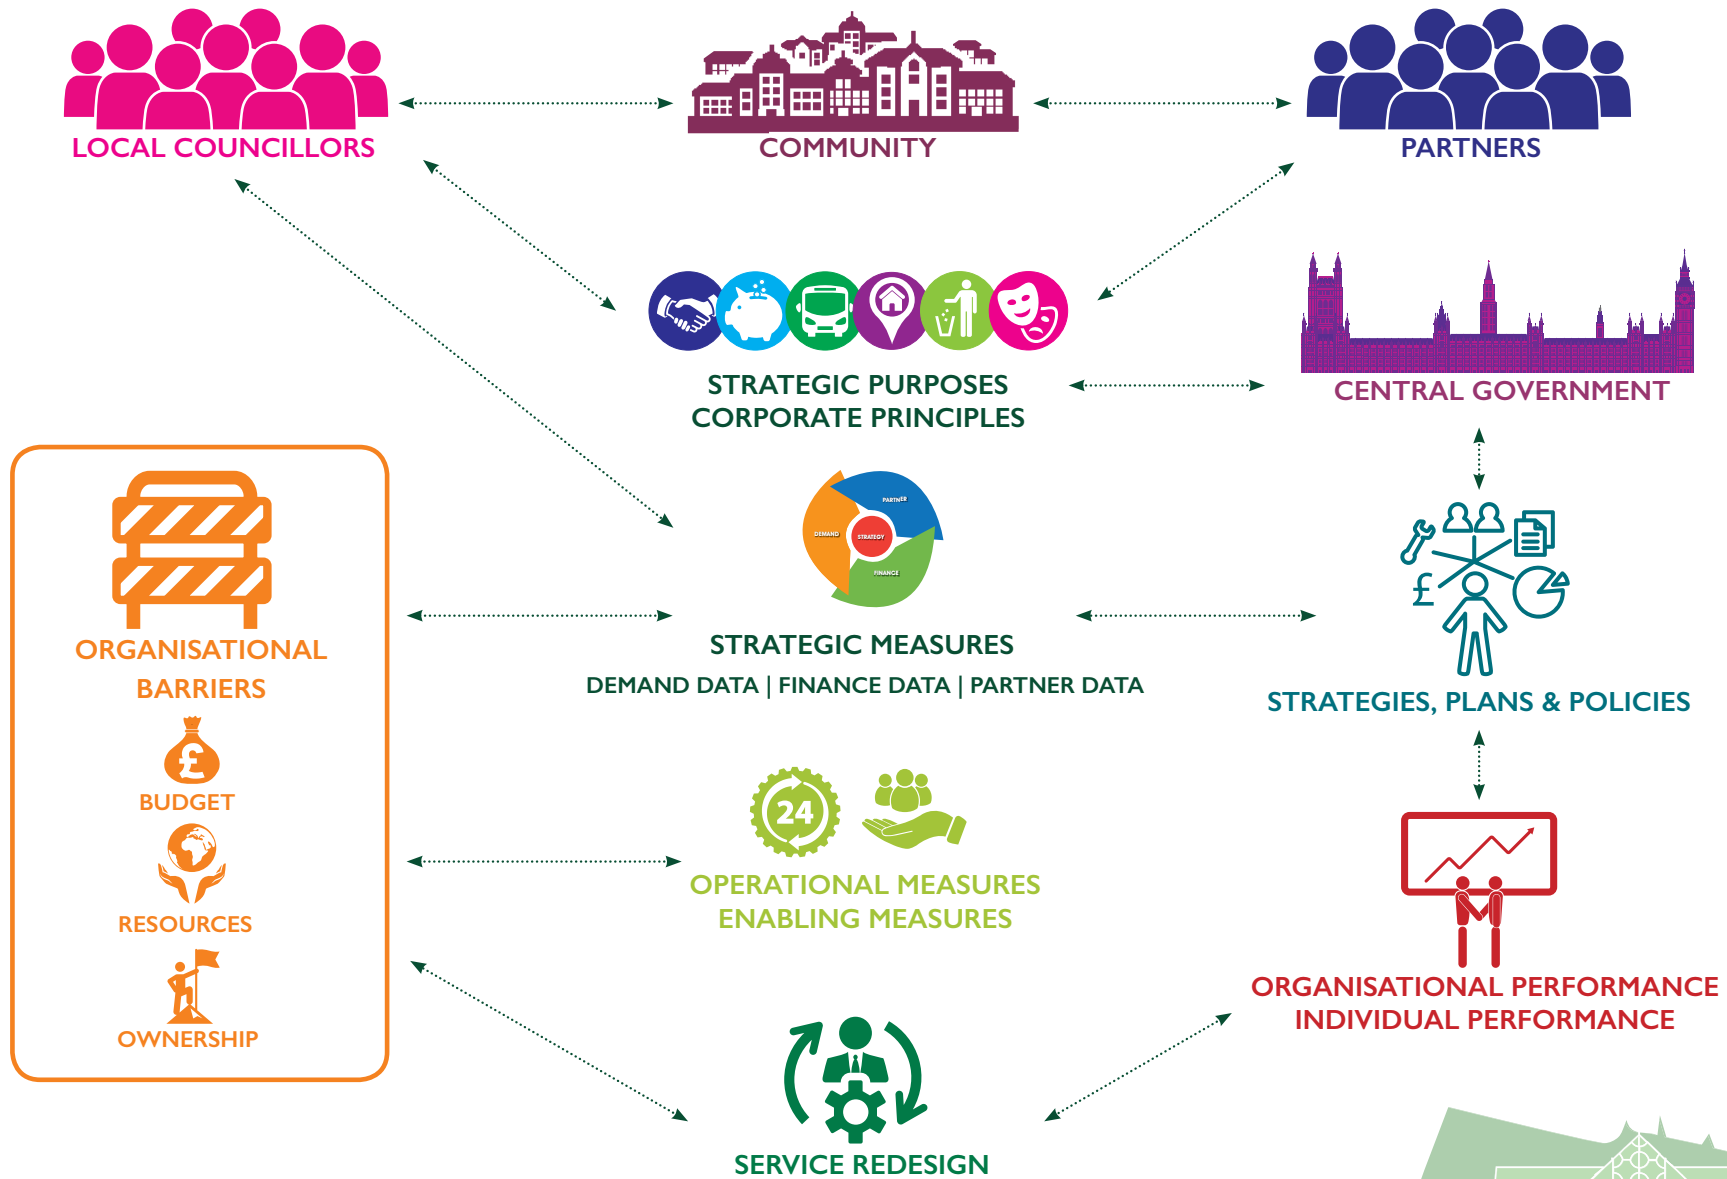 LOCAL COUNCILLORS
COMMUNITY
PARTNERS
STRATEGIC PURPOSES
CORPORATE PRINCIPLES
CENTRAL GOVERNMENT
PARTNER
DEMAND
STRATEGY
FINANCE
STRATEGIC MEASURES
DEMAND DATA | FINANCE DATA | PARTNER DATA
£
STRATEGIES, PLANS & POLICIES
ORGANISATIONAL
BARRIERS
£
BUDGET
RESOURCES
OWNERSHIP
24
OPERATIONAL MEASURES
ENABLING MEASURES
ORGANISATIONAL PERFORMANCE
INDIVIDUAL PERFORMANCE
SERVICE REDESIGN